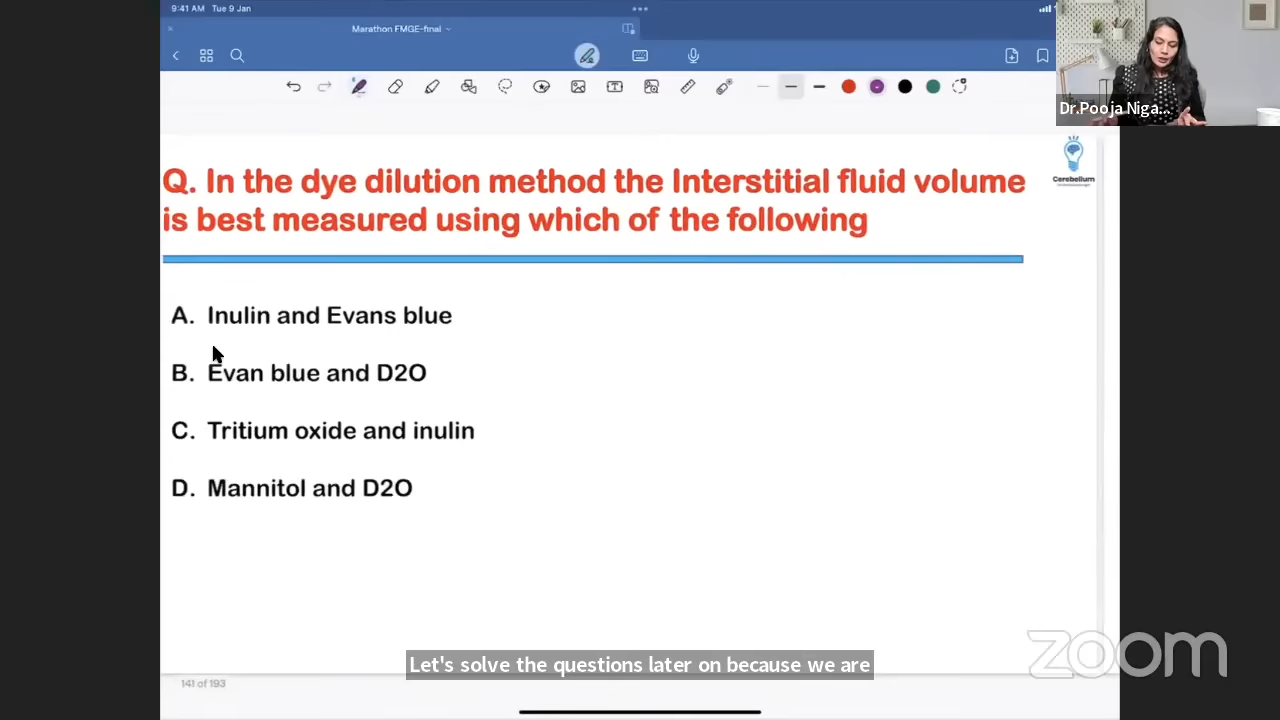 9:41 AM Tue 9 Jan
Marathon FMGE-final
Dr.Pooja Niga...
Cerebellum
Q. In the dye dilution method the Interstitial fluid volume
is best measured using which of the following
A. Inulin and Evans blue
B. Evan blue and D2O
C. Tritium oxide and inulin
D. Mannitol and D2O
Let's solve the questions later on because we are
zoom
141 of 193